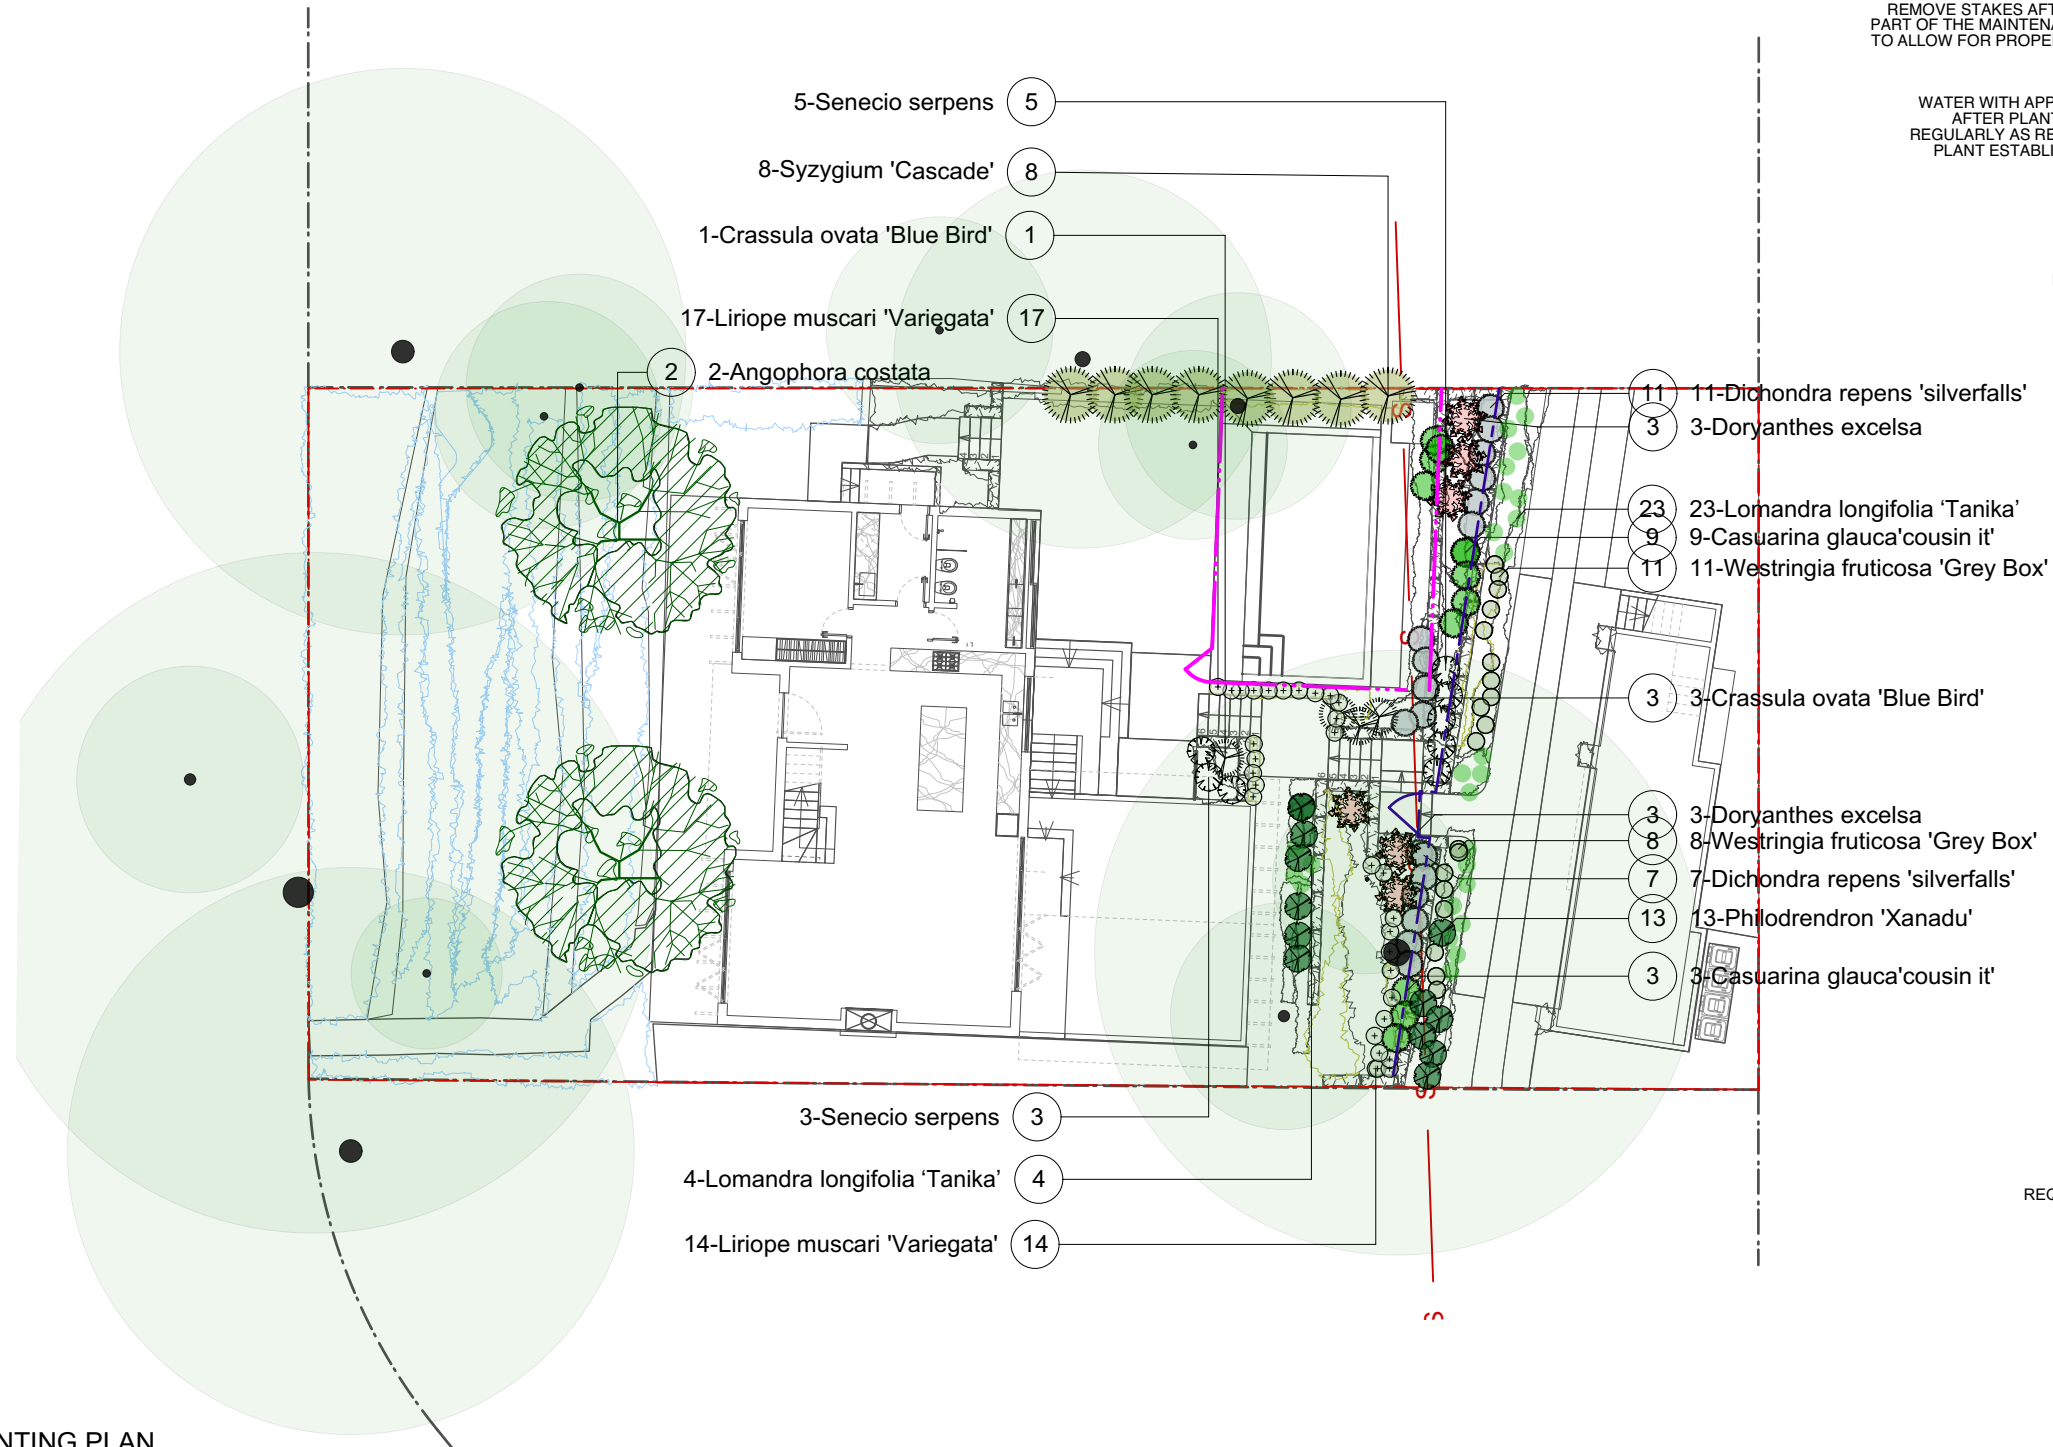 REMOVE STAKES AFT
PART OF THE MAINTENA
TO ALLOW FOR PROPE
WATER WITH APP
AFTER PLANT
REGULARLY AS RE
PLANT ESTABLI
5-Senecio serpens 5
8-Syzygium 'Cascade' 8
1-Crassula ovata 'Blue Bird' 1
17-Liriope muscari 'Variegata' 17
2 2-Angophora costata
11 11-Dichondra repens 'silverfalls'
3 3-Doryanthes excelsa
23 23-Lomandra longifolia ‘Tanika’
9 9-Casuarina glauca'cousin it'
11 11-Westringia fruticosa 'Grey Box'
3 3-Crassula ovata 'Blue Bird'
3 3-Doryanthes excelsa
8 8-Westringia fruticosa 'Grey Box'
7 7-Dichondra repens 'silverfalls'
13 13-Philodrendron 'Xanadu'
3 3-Casuarina glauca'cousin it'
3-Senecio serpens 3
4-Lomandra longifolia ‘Tanika’ 4
14-Liriope muscari 'Variegata' 14
S
S
S
S
REQ
NTING PLAN